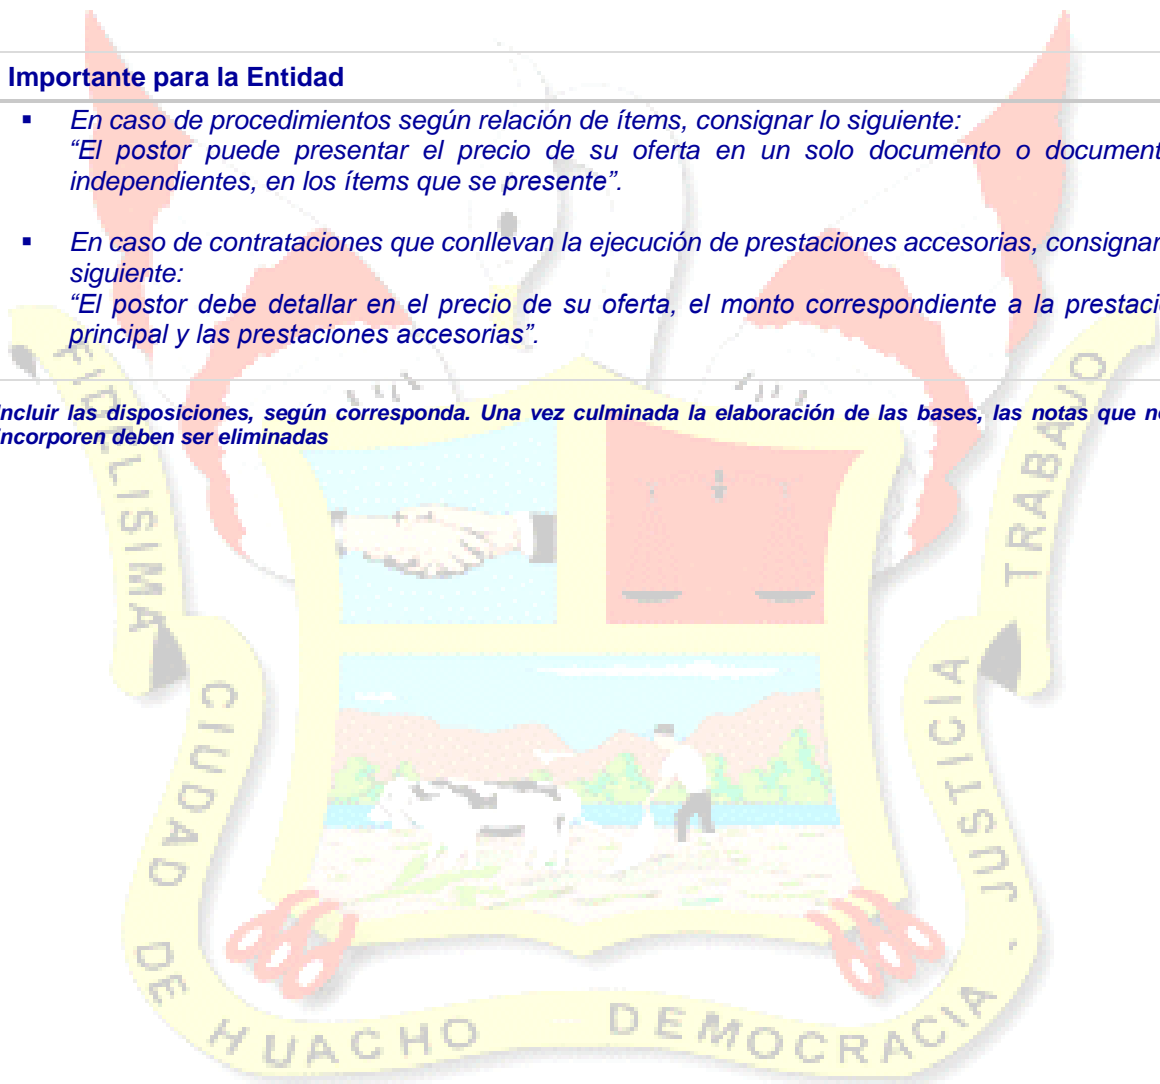 Importante para la Entidad
▪ En caso de procedimientos según relación de ítems, consignar lo siguiente:
“El postor puede presentar el precio de su oferta en un solo documento o document
independientes, en los ítems que se presente”.
▪ En caso de contrataciones que conllevan la ejecución de prestaciones accesorias, consignar
siguiente:
“El postor debe detallar en el precio de su oferta, el monto correspondiente a la prestaci
principal y las prestaciones accesorias”.
Incluir las disposiciones, según corresponda. Una vez culminada la elaboración de las bases, las notas que n
incorporen deben ser eliminadas
FIDELISIMA
CIUDAD
DE
HUACHO
DEMOCRACIA
- JUSTICIA
TRABAJO